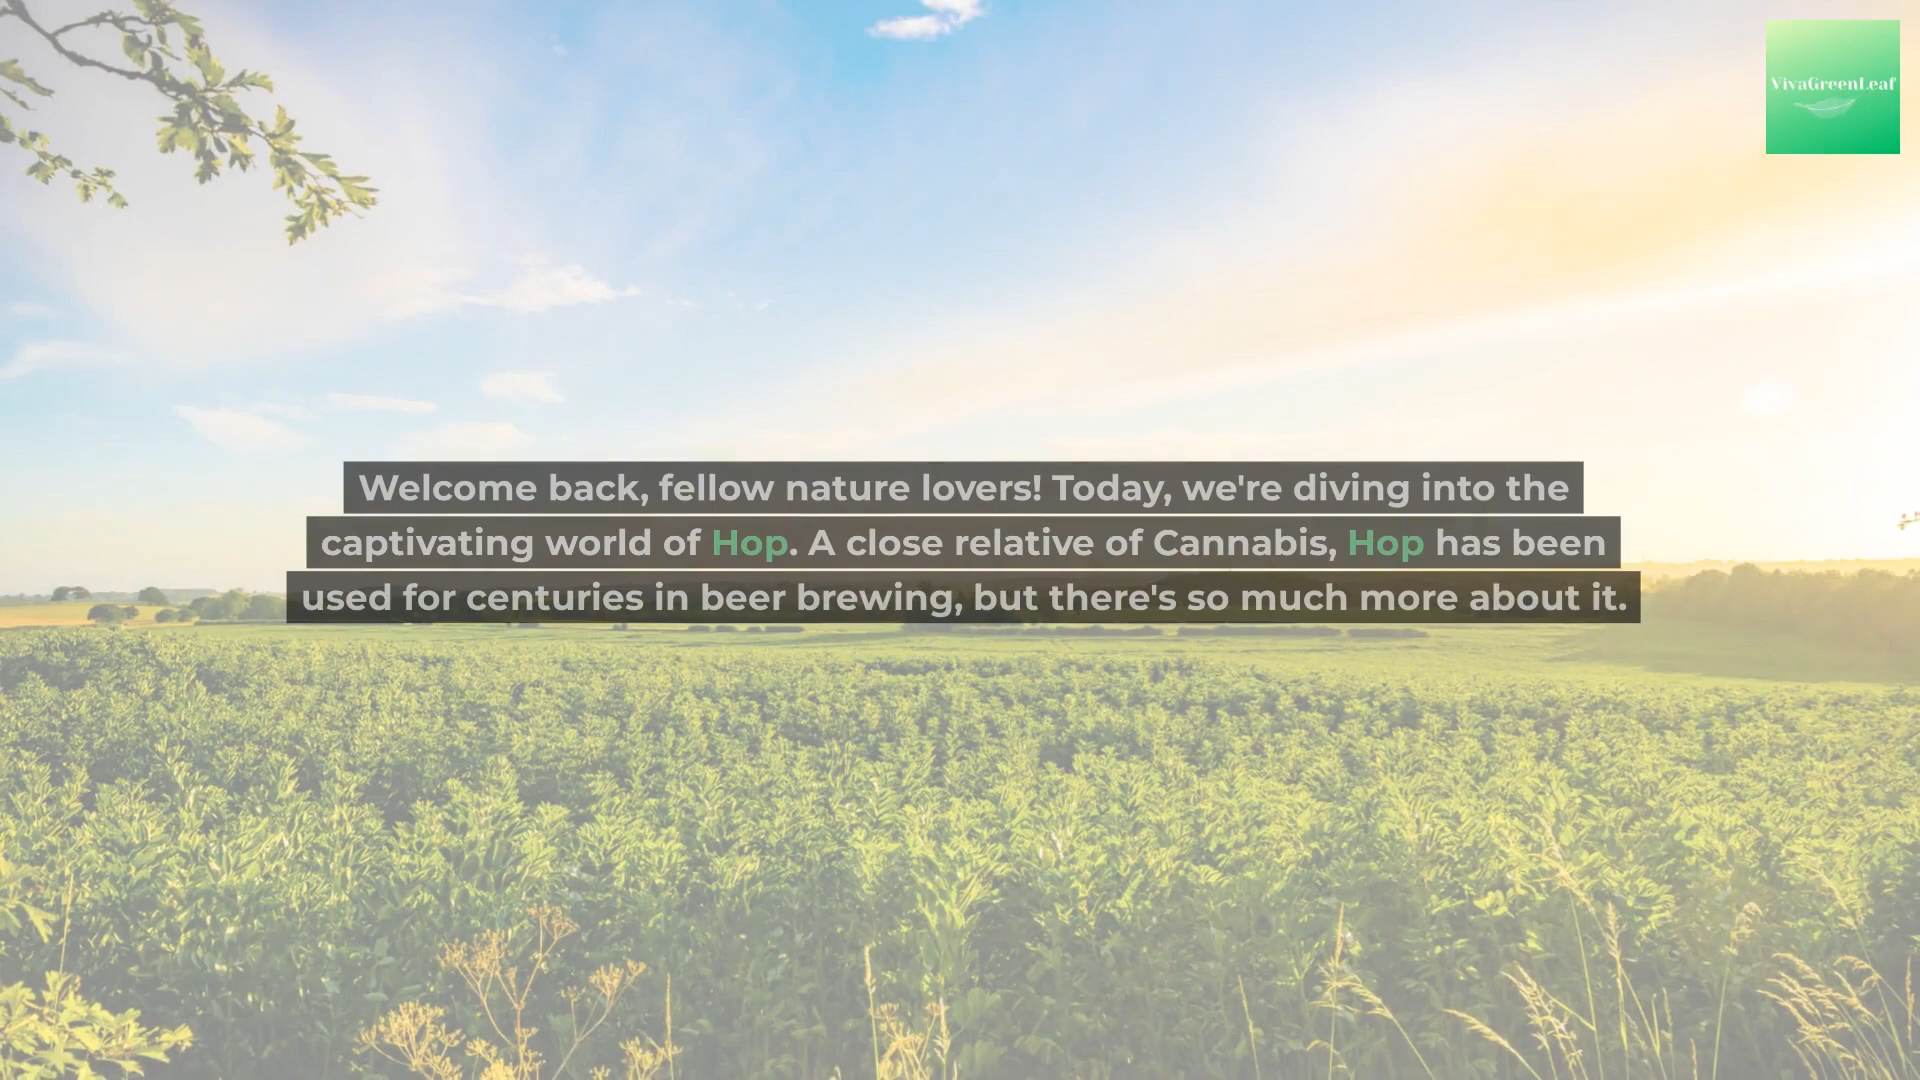 VivaGreenLeaf
Welcome back, fellow nature lovers! Today, we're diving into the
captivating world of Hop. A close relative of Cannabis, Hop has been
used for centuries in beer brewing, but there's so much more about it.